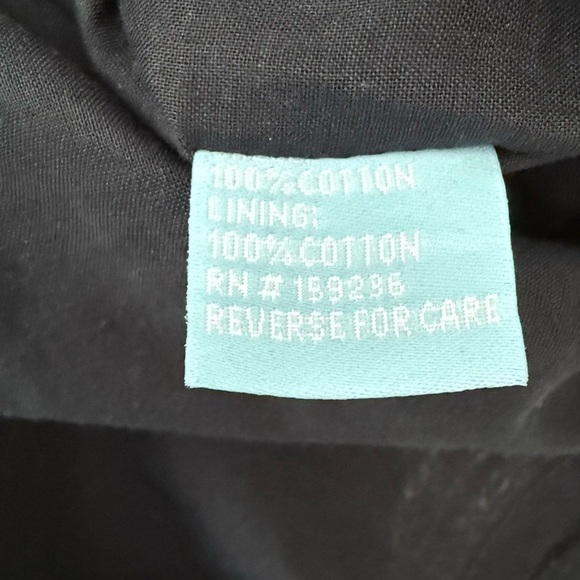 100% COTTON
LINING:
100% COTTON
RN # 159296
REVERSE FOR CARE